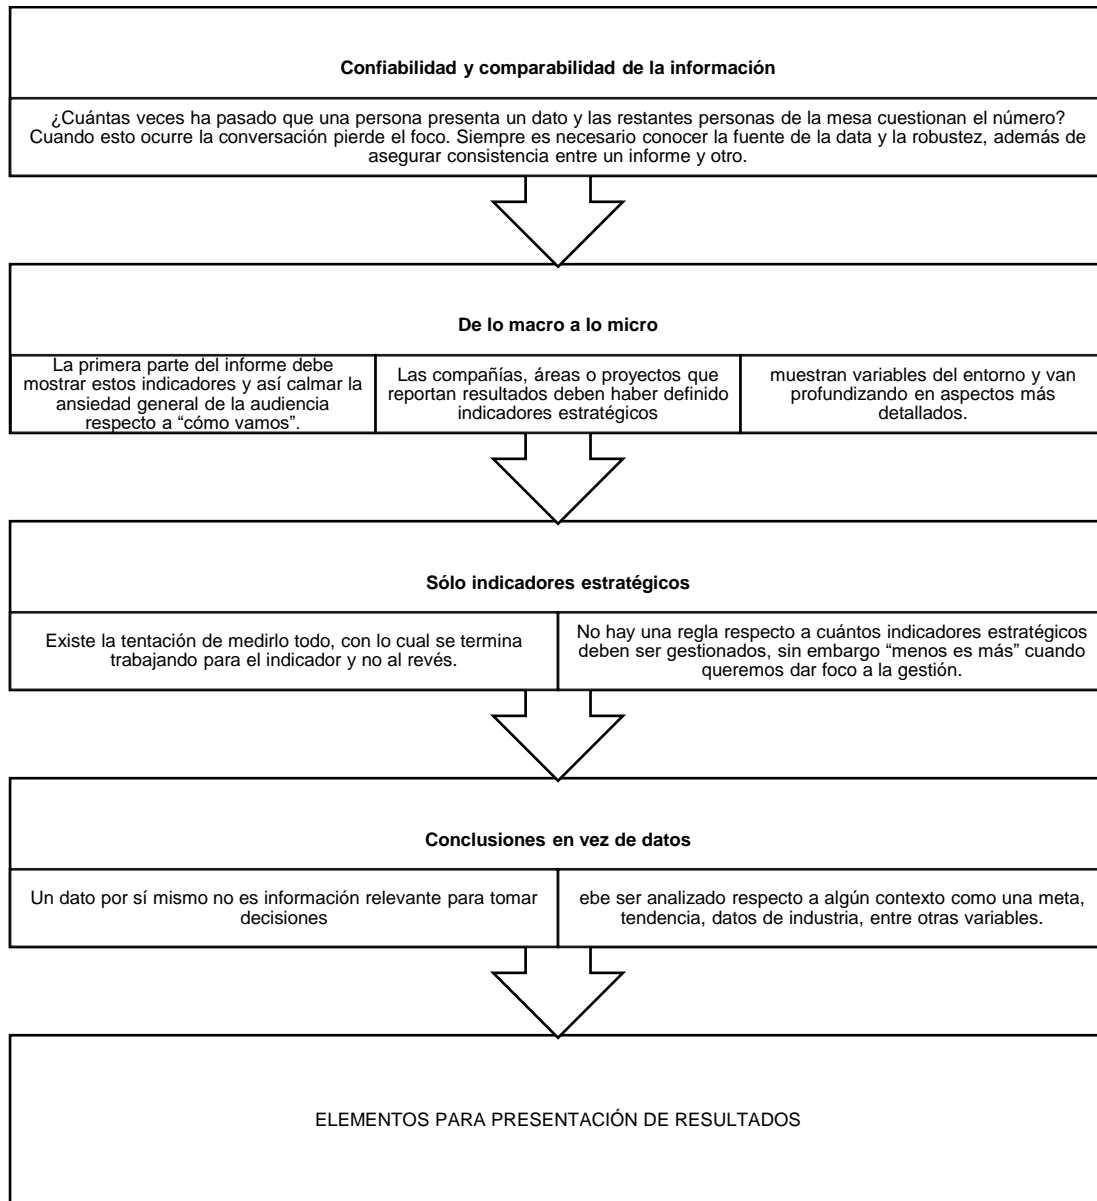 Confiabilidad y comparabilidad de la información
¿Cuántas veces ha pasado que una persona presenta un dato y las restantes personas de la mesa cuestionan el número?
Cuando esto ocurre la conversación pierde el foco. Siempre es necesario conocer la fuente de la data y la robustez, además de
asegurar consistencia entre un informe y otro.
De lo macro a lo micro
La primera parte del informe debe
mostrar estos indicadores y así calmar la
ansiedad general de la audiencia
respecto a “cómo vamos”.
Las compañías, áreas o proyectos que
reportan resultados deben haber definido
indicadores estratégicos
muestran variables del entorno y van
profundizando en aspectos más
detallados.
Sólo indicadores estratégicos
Existe la tentación de medirlo todo, con lo cual se termina
trabajando para el indicador y no al revés.
No hay una regla respecto a cuántos indicadores estratégicos
deben ser gestionados, sin embargo “menos es más” cuando
queremos dar foco a la gestión.
Conclusiones en vez de datos
Un dato por sí mismo no es información relevante para tomar
decisiones
ebe ser analizado respecto a algún contexto como una meta,
tendencia, datos de industria, entre otras variables.
ELEMENTOS PARA PRESENTACIÓN DE RESULTADOS